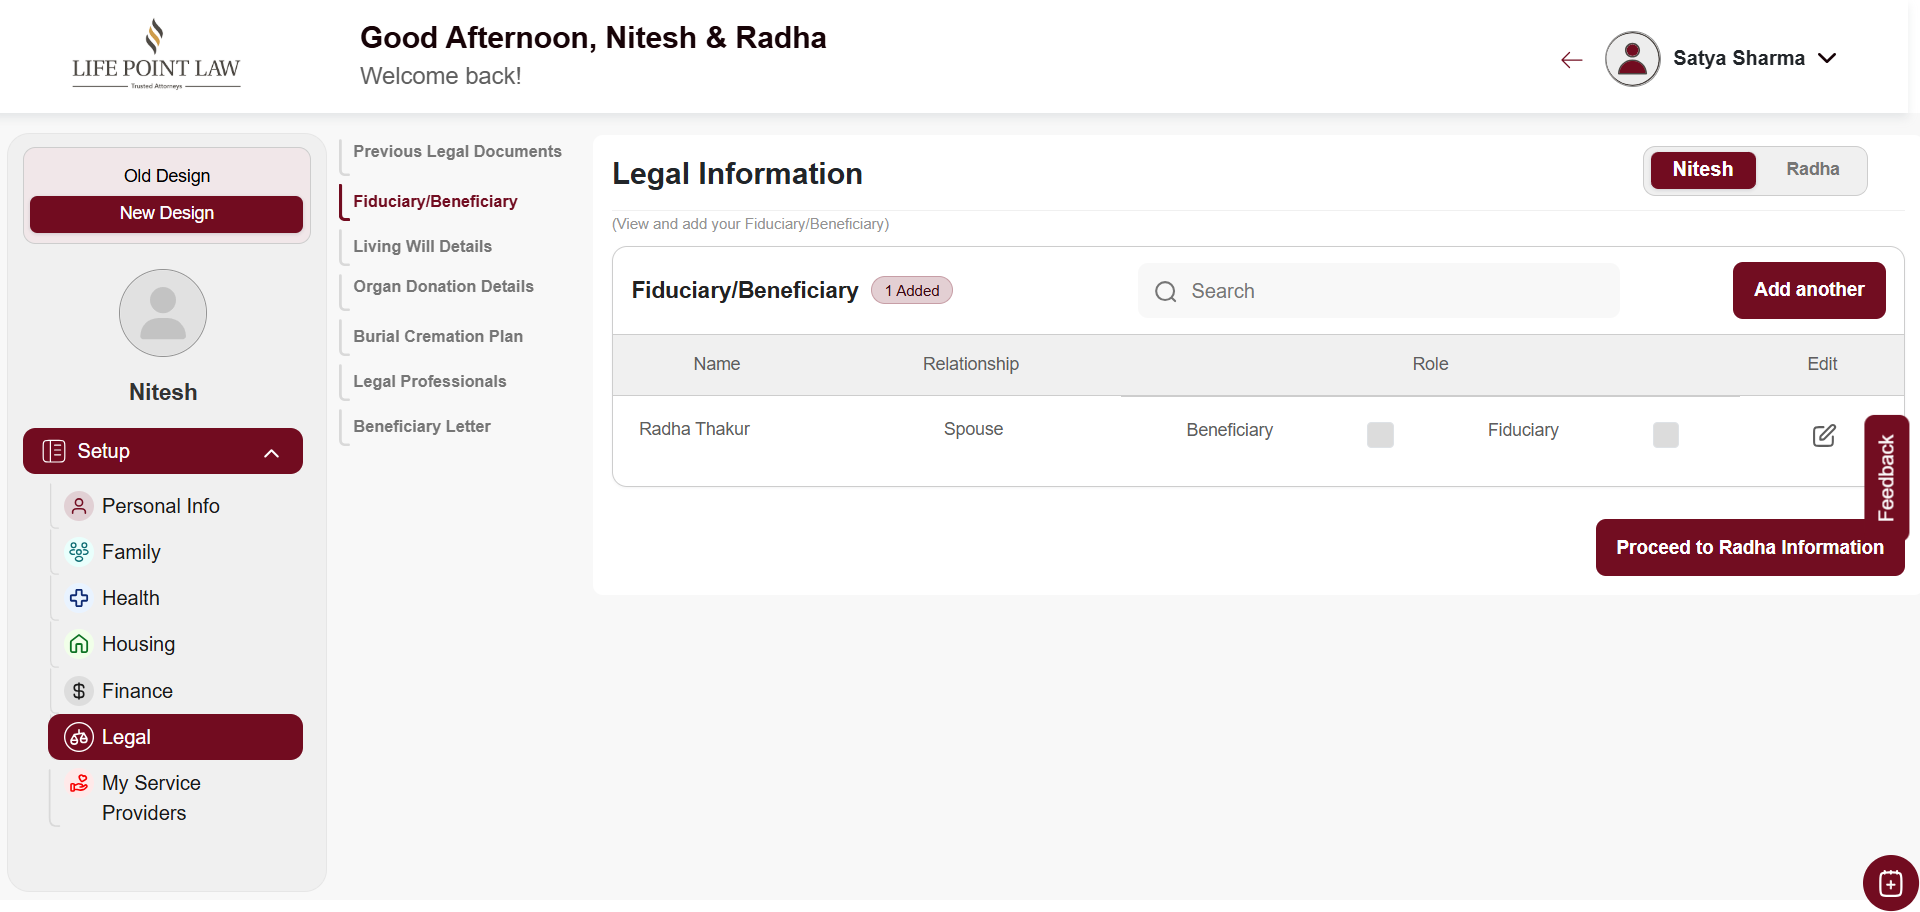 LIFE POINT LAW
Trusted Attorneys
Good Afternoon, Nitesh & Radha
Welcome back!
Satya Sharma
Old Design
New Design
Nitesh
Setup
Personal Info
Family
Health
Housing
Finance
Legal
My Service
Providers
Previous Legal Documents
Fiduciary/Beneficiary
Living Will Details
Organ Donation Details
Burial Cremation Plan
Legal Professionals
Beneficiary Letter
Legal Information
Nitesh Radha
(View and add your Fiduciary/Beneficiary)
Fiduciary/Beneficiary 1 Added Search Add another
Name Relationship Role Edit
Radha Thakur Spouse Beneficiary Fiduciary
Feedback
Proceed to Radha Information